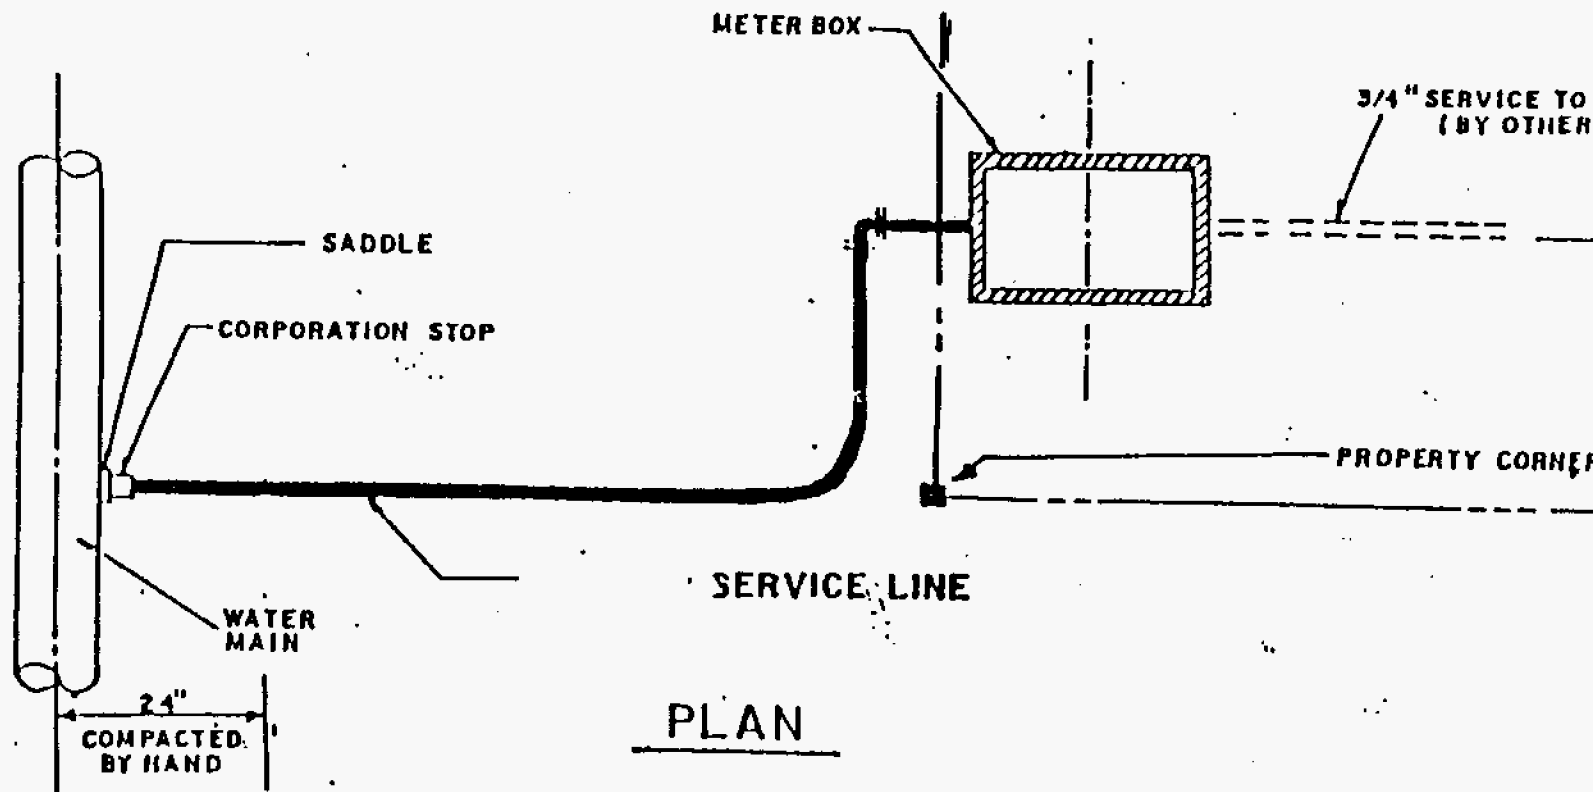 METER BOX
3/4" SERVICE TO
(BY OTHER
SADDLE
CORPORATION STOP
PROPERTY CORNER
SERVICE LINE
WATER
MAIN
24"
COMPACTED
BY HAND
PLAN